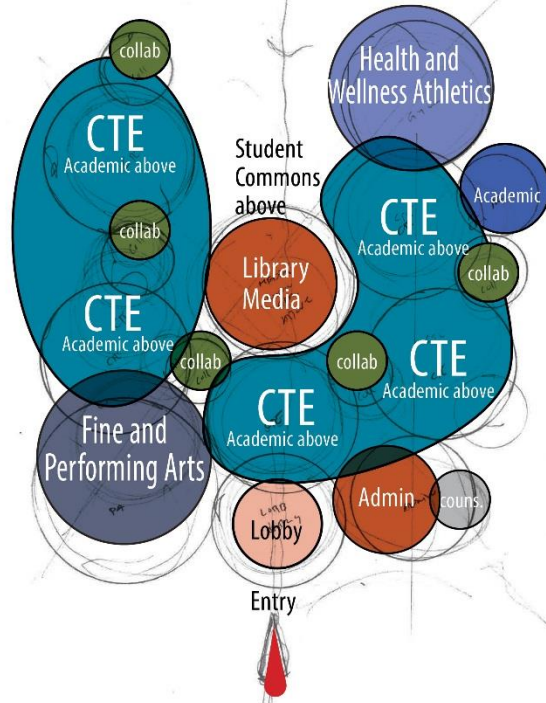 collab
Health and
Wellness Athletics
CTE
Academic above
Student
Commons
above
Academic
CTE
Academic above
collab
collab
Library
Media
CTE
Academic above
collab
collab
CTE
Academic above
CTE
Academic above
Fine and
Performing Arts
Admin
couns.
Lobby
Entry